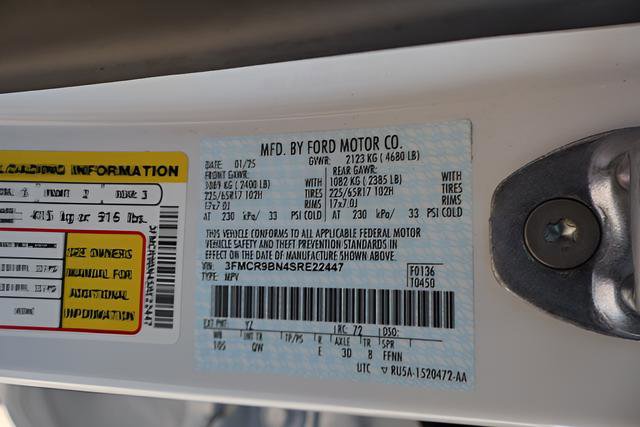 LOADING INFORMATION
SEE OWNERS
MANUAL FOR
ADDITIONAL
INFORMATION
MFD. BY FORD MOTOR CO.
DATE: 01/25 GVWR: 2123 KG ( 4680 LB)
FRONT GAWR: REAR GAWR:
1089 KG ( 2400 LB) WITH 1082 KG ( 2385 LB) WITH
225/65R17 102H TIRES 225/65R17 102H TIRES
17x7.0J RIMS 17x7.0J RIMS
AT 230 kPa/ 33 PSI COLD AT 230 kPa/ 33 PSI COLD
THIS VEHICLE CONFORMS TO ALL APPLICABLE FEDERAL MOTOR
VEHICLE SAFETY AND THEFT PREVENTION STANDARDS IN
EFFECT ON THE DATE OF MANUFACTURE SHOWN ABOVE.
VIN: 3FMCR9BN4SRE22447 F0136
TYPE: MPV T0450
EXT PNT: YZ RC: 72 DSO:
WB INT TR TP/PS R AXLE TR SPR
105 QW E 3D 8 FFNN
UTC RU5A-1520472-AA